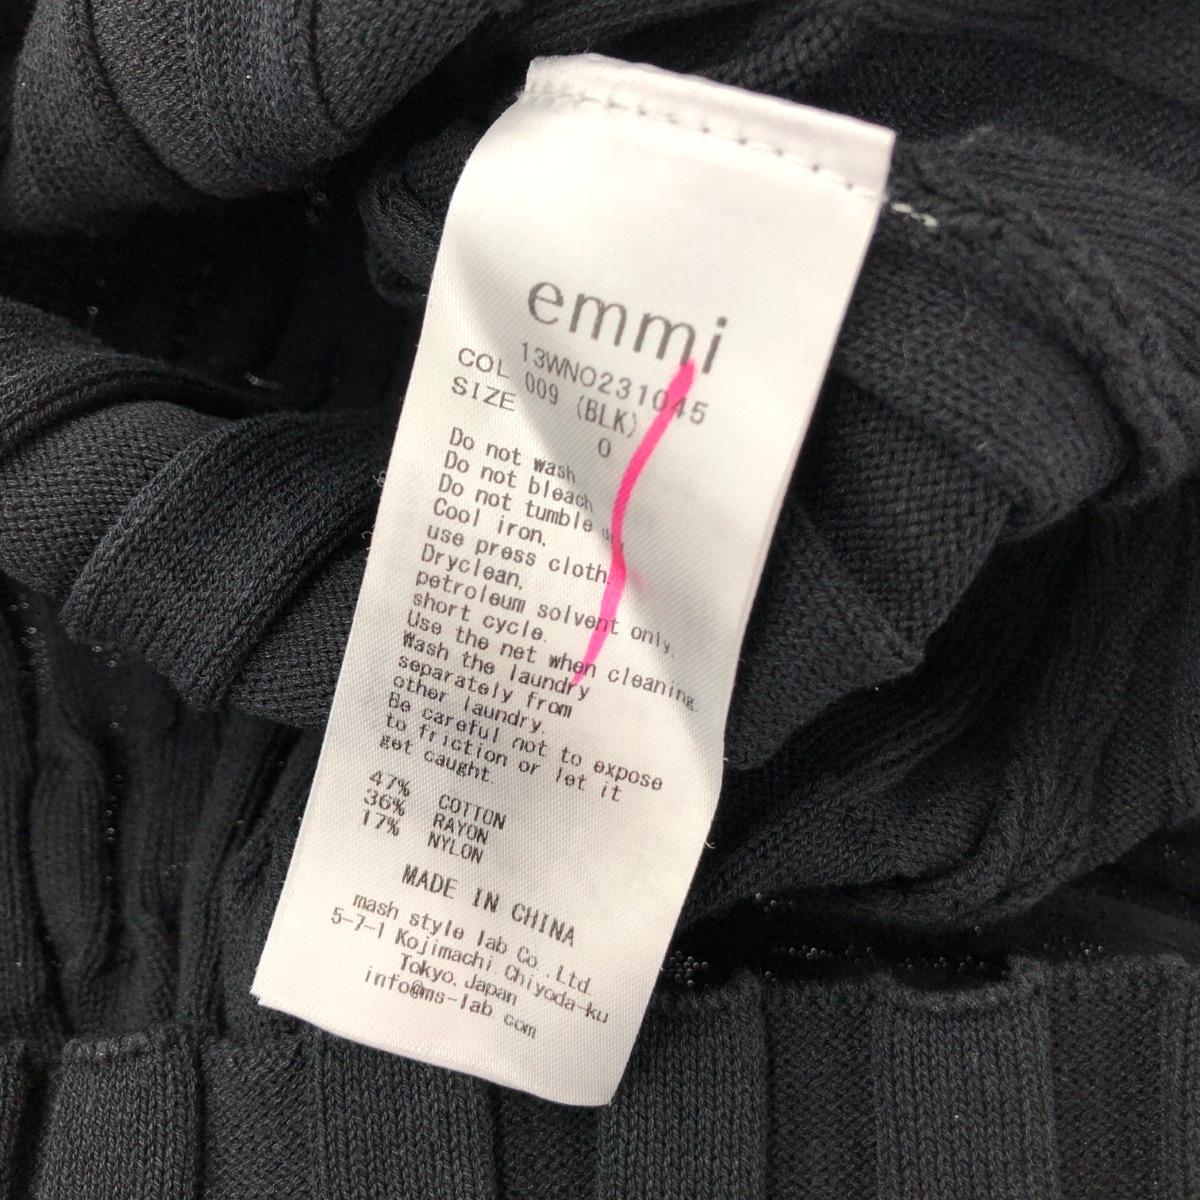 emmi
13WNO231045
COL 009 (BLK)
SIZE 0
Do not wash
Do not bleach
Do not tumble dry
Cool iron.
use press cloth.
Dryclean.
petroleum solvent only.
short cycle.
Use the net when cleaning.
Wash the laundry
separately from
other laundry.
Be careful not to expose
to friction or let it
get caught.
47% COTTON
36% RAYON
17% NYLON
MADE IN CHINA
mash style lab Co.,Ltd.
5-7-1 Kojimachi Chiyoda-ku
Tokyo.Japan
info@ms-lab com